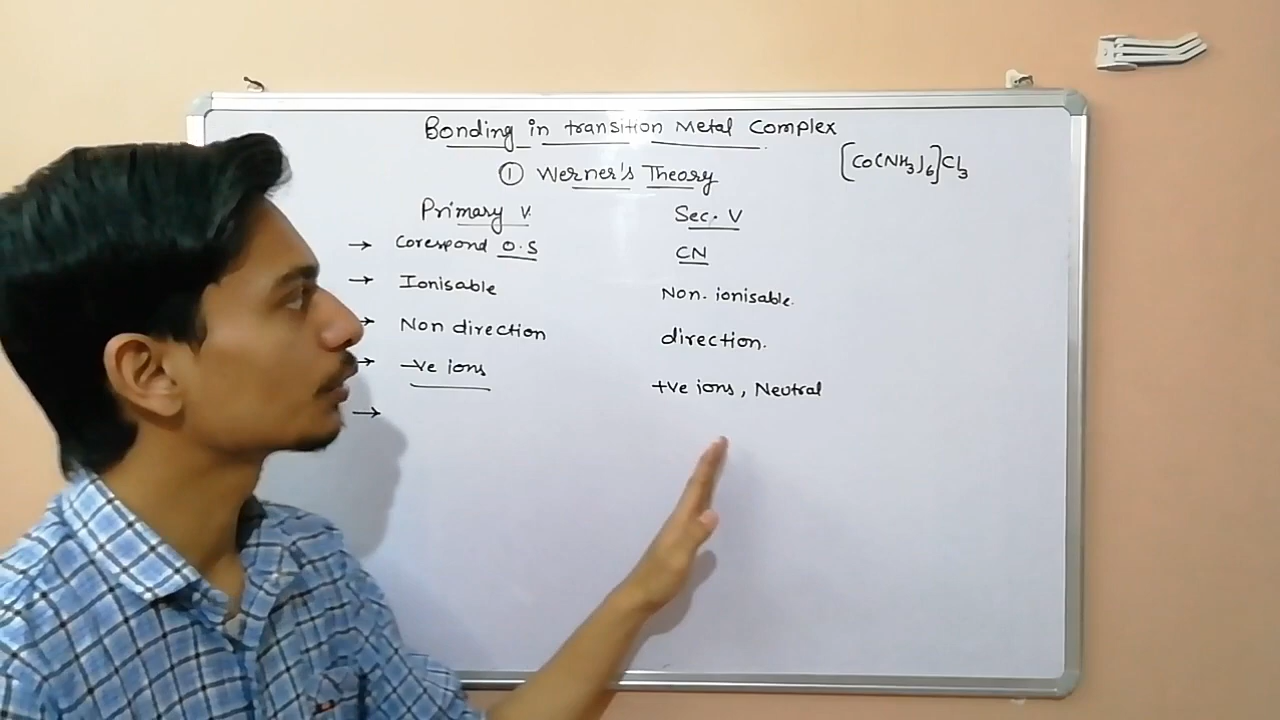 Bonding in transition Metal Complex
① Werner's Theory
[Co(NH3)6]Cl3
Primary V. Sec. V
→ Corespond O.S CN
→ Ionisable Non. ionisable.
→ Non direction direction.
→ -ve ions +ve ions, Neutral
→